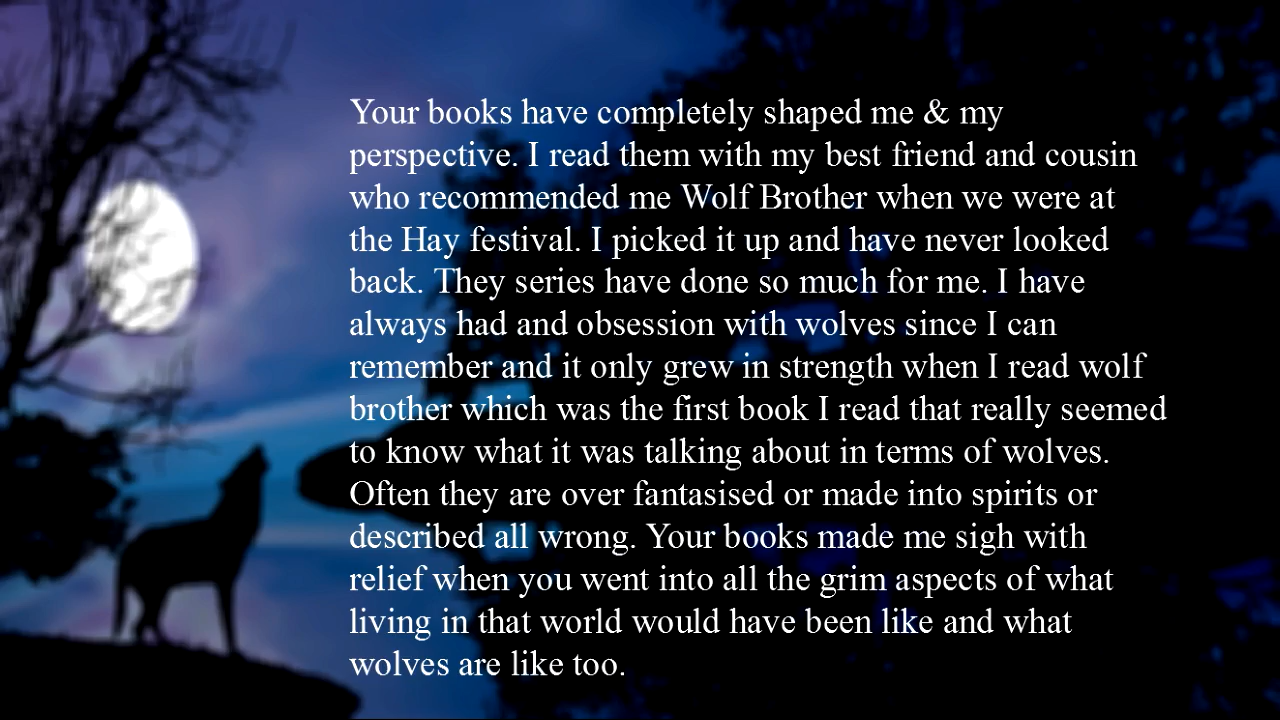 Your books have completely shaped me & my
perspective. I read them with my best friend and cousin
who recommended me Wolf Brother when we were at
the Hay festival. I picked it up and have never looked
back. They series have done so much for me. I have
always had and obsession with wolves since I can
remember and it only grew in strength when I read wolf
brother which was the first book I read that really seemed
to know what it was talking about in terms of wolves.
Often they are over fantasised or made into spirits or
described all wrong. Your books made me sigh with
relief when you went into all the grim aspects of what
living in that world would have been like and what
wolves are like too.